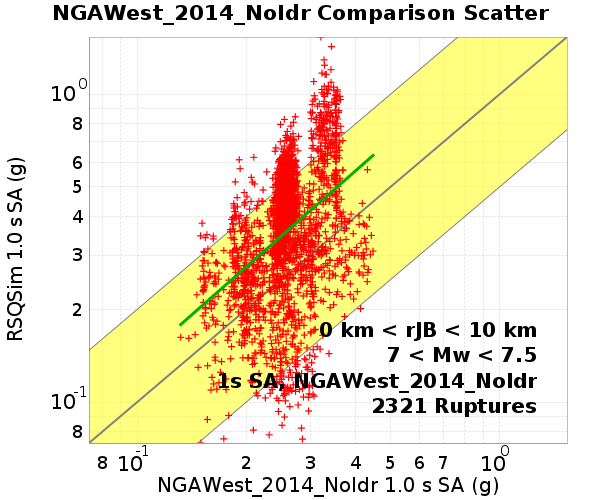 NGAWest_2014_NoIdr Comparison Scatter
RSQSim 1.0 s SA (g)
10^0
8
6
5
4
3
2
10^-1
8
0 km < rJB < 10 km
7 < Mw < 7.5
1s SA, NGAWest_2014_NoIdr
2321 Ruptures
8 10^-1 2 3 4 5 6 7 10^0
NGAWest_2014_NoIdr 1.0 s SA (g)